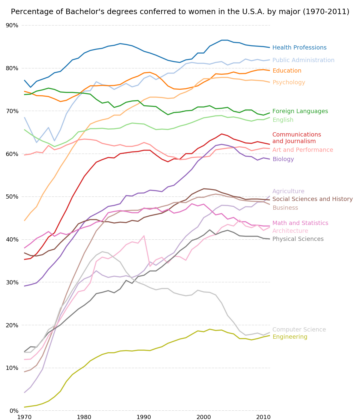 Percentage of Bachelor's degrees conferred to women in the U.S.A. by major (1970-2011)
90%
Health Professions
80%
Public Administration
Education
Psychology
70%
Foreign Languages
English
Communications
and Journalism
60%
Art and Performance
Biology
50%
Agriculture
Social Sciences and History
Business
Math and Statistics
Architecture
40%
Physical Sciences
30%
20%
Computer Science
Engineering
10%
0%
1970
1980
1990
2000
2010